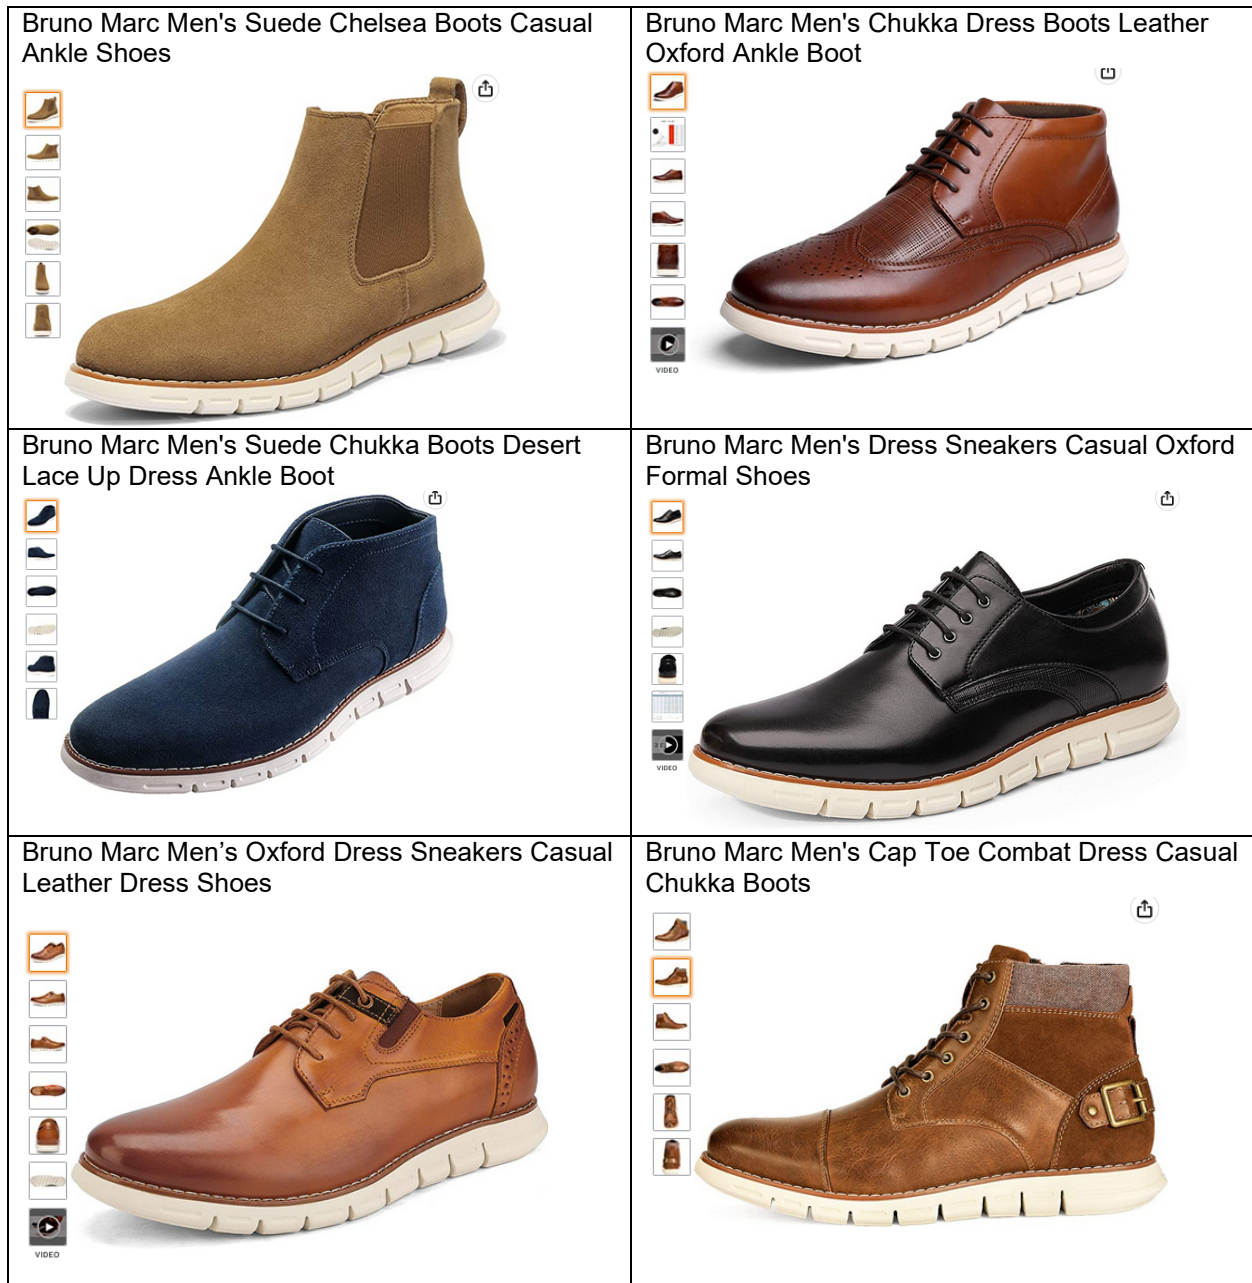 Bruno Marc Men's Suede Chelsea Boots Casual
Ankle Shoes
Bruno Marc Men's Chukka Dress Boots Leather
Oxford Ankle Boot
VIDEO
Bruno Marc Men's Suede Chukka Boots Desert
Lace Up Dress Ankle Boot
Bruno Marc Men's Dress Sneakers Casual Oxford
Formal Shoes
VIDEO
Bruno Marc Men’s Oxford Dress Sneakers Casual
Leather Dress Shoes
VIDEO
Bruno Marc Men's Cap Toe Combat Dress Casual
Chukka Boots